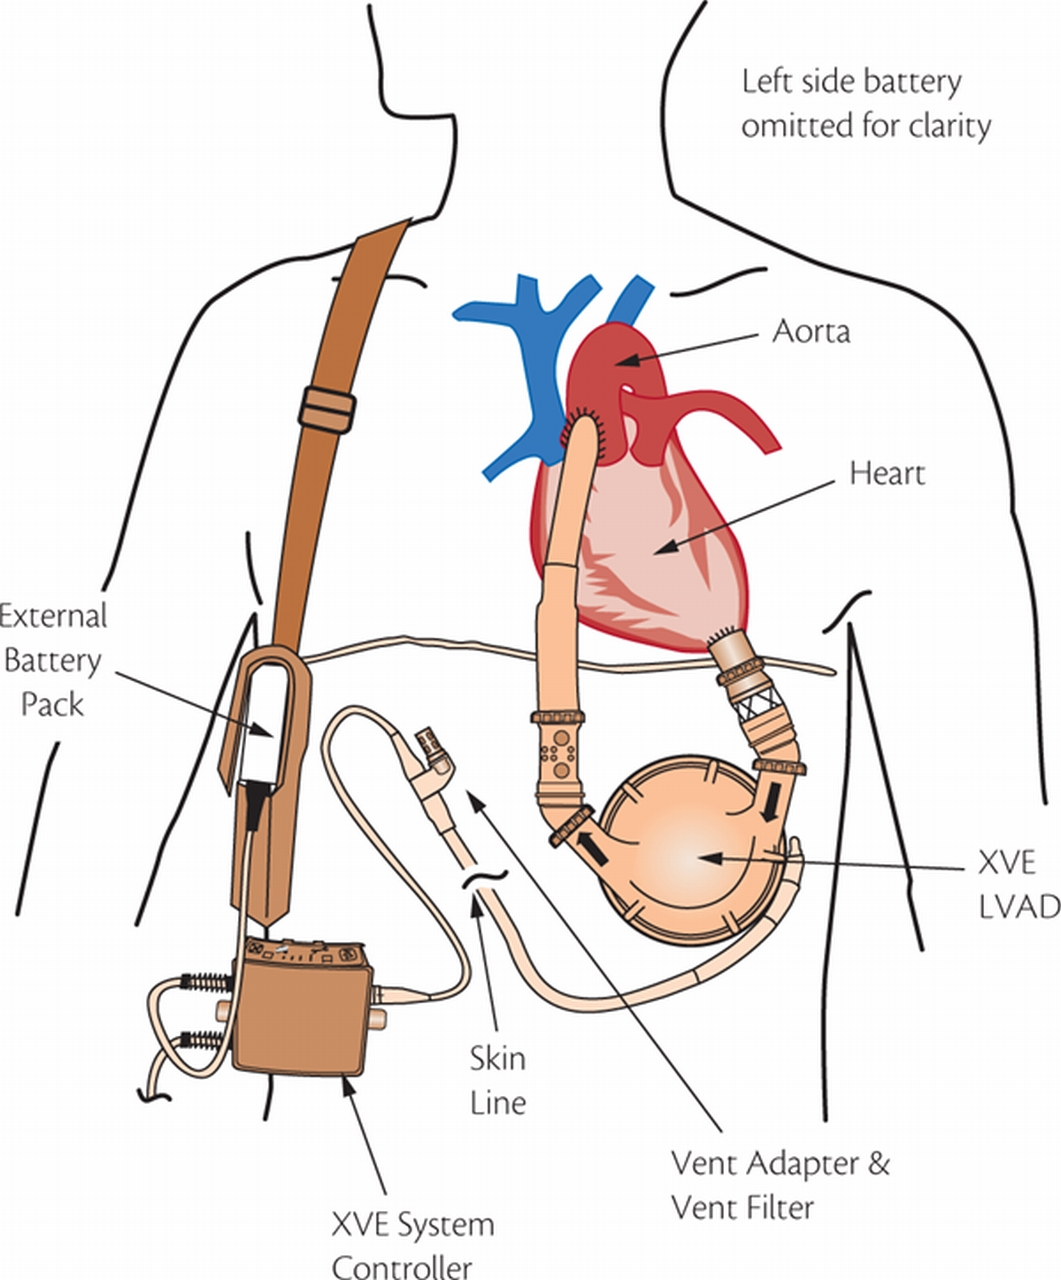 Left side battery
omitted for clarity
Aorta
Heart
External
Battery
Pack
XVE
LVAD
Skin
Line
Vent Adapter &
Vent Filter
XVE System
Controller